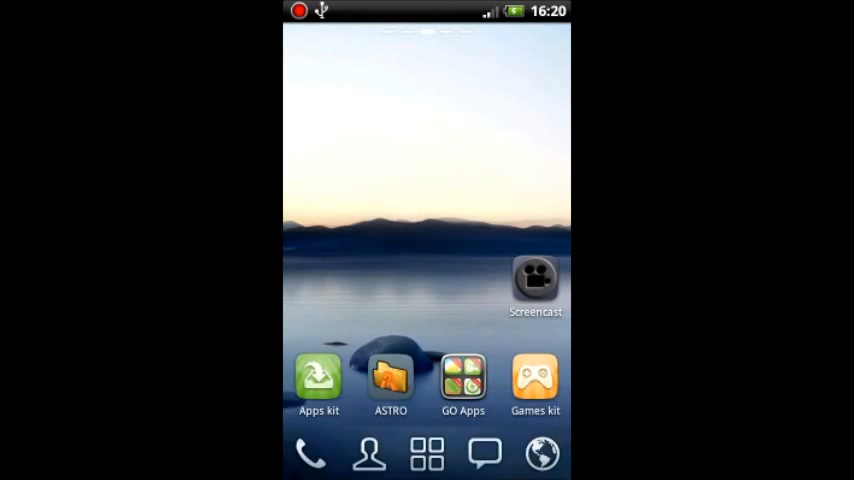 16:20
Screencast
Apps kit
ASTRO
GO Apps
Games kit